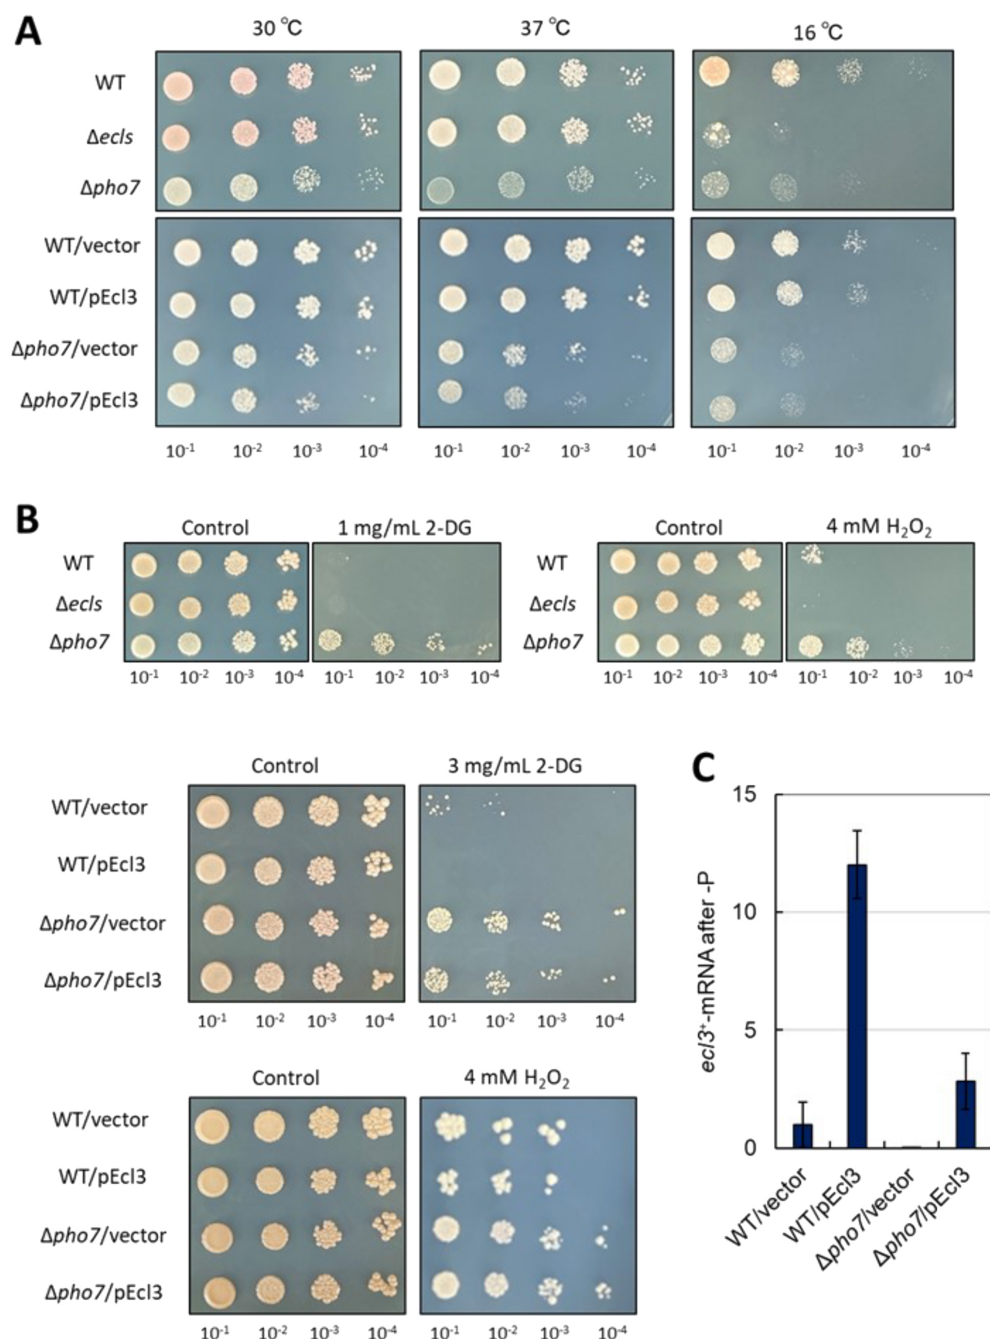 A
30 °C 37 °C 16 °C
WT
Δecls
Δpho7
WT/vector
WT/pEcl3
Δpho7/vector
Δpho7/pEcl3
10⁻¹ 10⁻² 10⁻³ 10⁻⁴ 10⁻¹ 10⁻² 10⁻³ 10⁻⁴ 10⁻¹ 10⁻² 10⁻³ 10⁻⁴
B
Control 1 mg/mL 2-DG Control 4 mM H₂O₂
WT WT
Δecls Δecls
Δpho7 Δpho7
10⁻¹ 10⁻² 10⁻³ 10⁻⁴ 10⁻¹ 10⁻² 10⁻³ 10⁻⁴ 10⁻¹ 10⁻² 10⁻³ 10⁻⁴ 10⁻¹ 10⁻² 10⁻³ 10⁻⁴
Control 3 mg/mL 2-DG
WT/vector
WT/pEcl3
Δpho7/vector
Δpho7/pEcl3
10⁻¹ 10⁻² 10⁻³ 10⁻⁴ 10⁻¹ 10⁻² 10⁻³ 10⁻⁴
Control 4 mM H₂O₂
WT/vector
WT/pEcl3
Δpho7/vector
Δpho7/pEcl3
10⁻¹ 10⁻² 10⁻³ 10⁻⁴ 10⁻¹ 10⁻² 10⁻³ 10⁻⁴
C
ecl3⁺-mRNA after -P
15
10
5
0
WT/vector
WT/pEcl3
Δpho7/vector
Δpho7/pEcl3